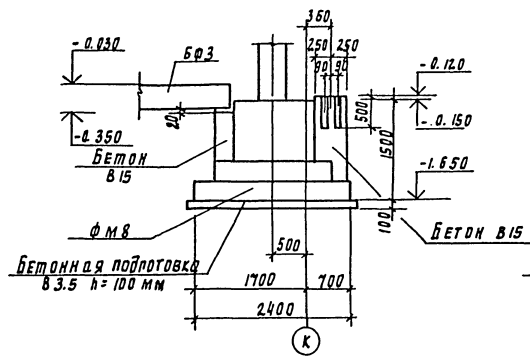 360
-0.030
БФ3
250 250
90 90
-0.120
500
-.0.150
20
-0.350
1500
Бетон
В15
-1.650
100
ФМ8
Бетон В15
500
Бетонная подготовка
В3.5 h=100 мм
1700
700
2400
К